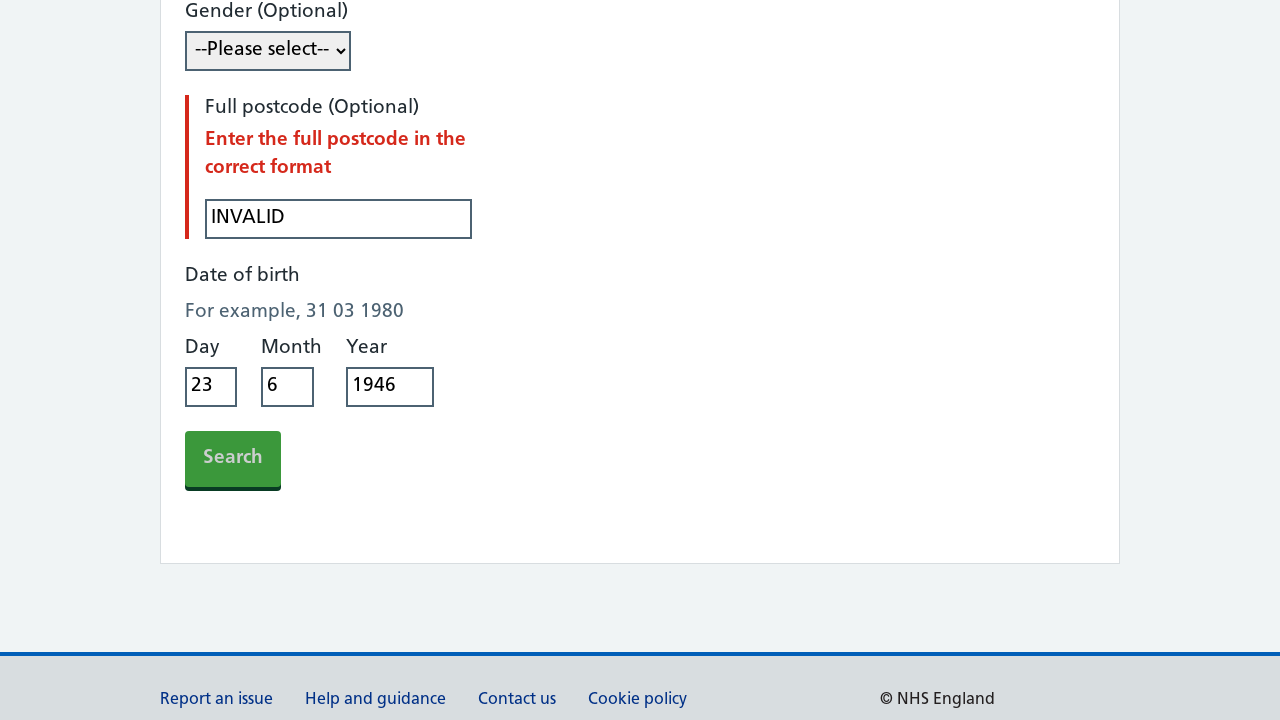 Gender (Optional)
--Please select--
Full postcode (Optional)
Enter the full postcode in the
correct format
INVALID
Date of birth
For example, 31 03 1980
Day Month Year
23 6 1946
Search
Report an issue Help and guidance Contact us Cookie policy © NHS England